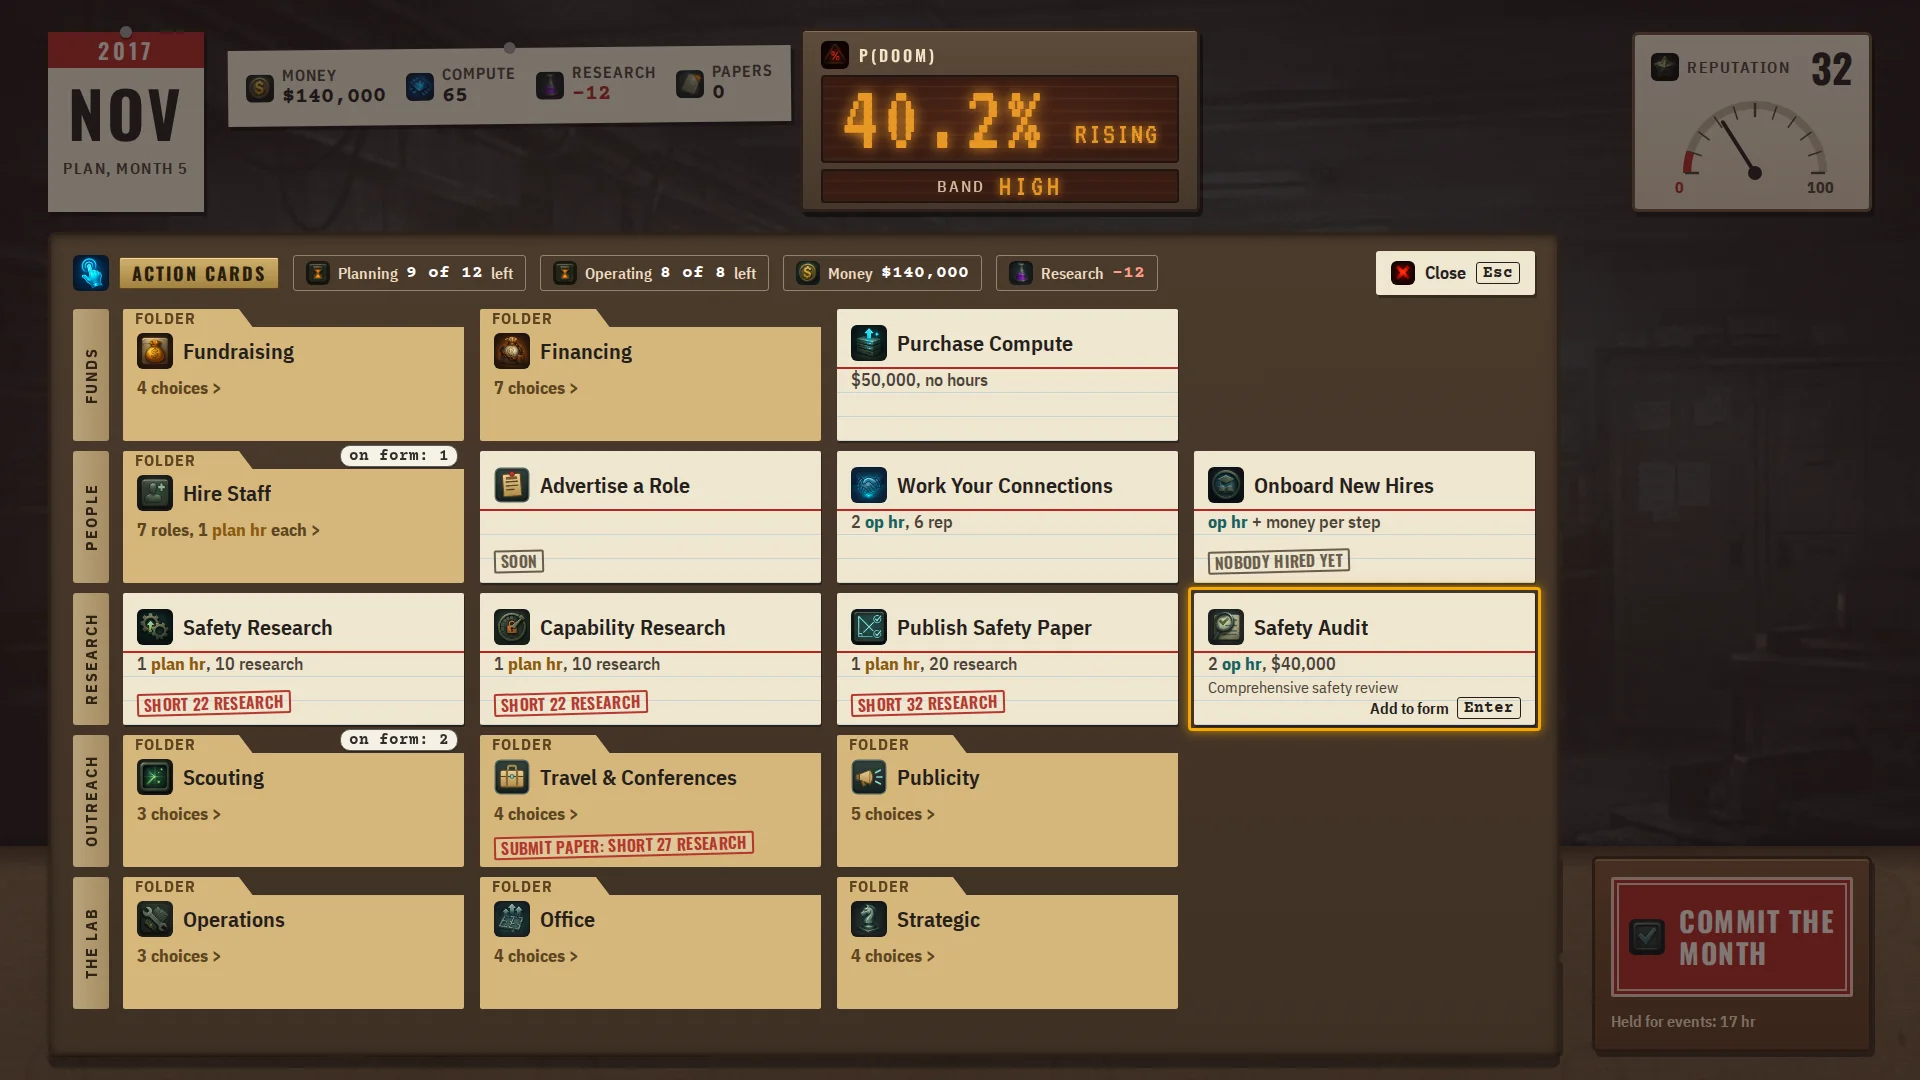 2017
NOV
PLAN, MONTH 5
MONEY
$140,000
COMPUTE
65
RESEARCH
-12
PAPERS
0
P(DOOM)
40.2% RISING
BAND HIGH
REPUTATION 32
0 100
ACTION CARDS
Planning 9 of 12 left
Operating 8 of 8 left
Money $140,000
Research -12
Close Esc
FUNDS
FOLDER
Fundraising
4 choices >
FOLDER
Financing
7 choices >
Purchase Compute
$50,000, no hours
PEOPLE
FOLDER
on form: 1
Hire Staff
7 roles, 1 plan hr each >
Advertise a Role
SOON
Work Your Connections
2 op hr, 6 rep
Onboard New Hires
op hr + money per step
NOBODY HIRED YET
RESEARCH
Safety Research
1 plan hr, 10 research
SHORT 22 RESEARCH
Capability Research
1 plan hr, 10 research
SHORT 22 RESEARCH
Publish Safety Paper
1 plan hr, 20 research
SHORT 32 RESEARCH
Safety Audit
2 op hr, $40,000
Comprehensive safety review
Add to form Enter
OUTREACH
FOLDER
on form: 2
Scouting
3 choices >
FOLDER
Travel & Conferences
4 choices >
SUBMIT PAPER: SHORT 27 RESEARCH
FOLDER
Publicity
5 choices >
THE LAB
FOLDER
Operations
3 choices >
FOLDER
Office
4 choices >
FOLDER
Strategic
4 choices >
COMMIT THE
MONTH
Held for events: 17 hr